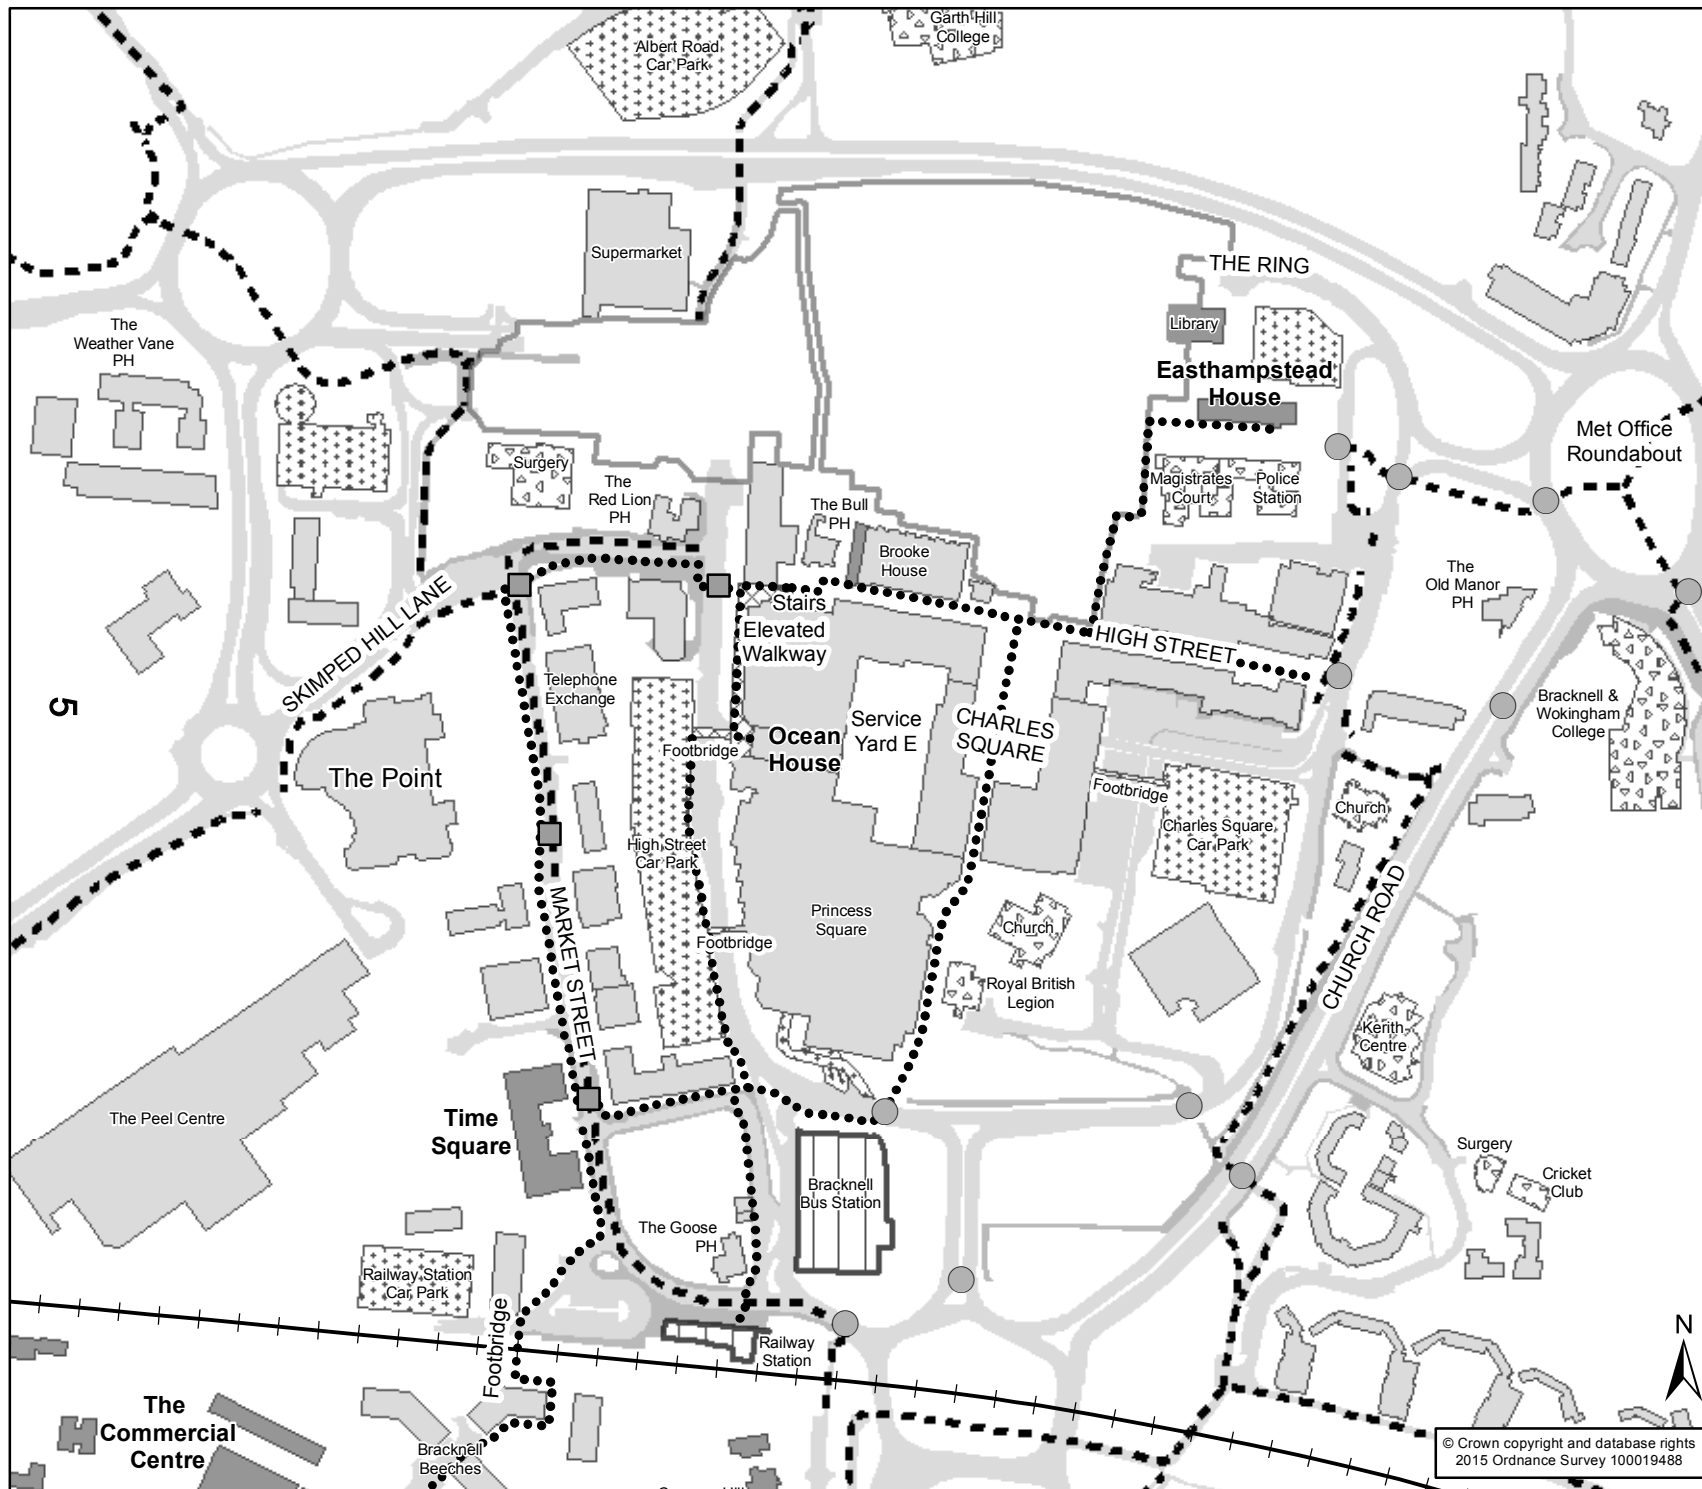 Garth Hill
College
Albert Road
Car Park
Supermarket
THE RING
The
Weather Vane
PH
Library
Easthampstead
House
Met Office
Roundabout
Surgery
The
Red Lion
PH
Magistrates
Court
Police
Station
The Bull
PH
Brooke
House
The
Old Manor
PH
Stairs
Elevated
Walkway
HIGH STREET
SKIMPED HILL LANE
Telephone
Exchange
5
Bracknell &
Wokingham
College
Service
Yard E
CHARLES
SQUARE
Ocean
House
Footbridge
The Point
Footbridge
Church
High Street
Car Park
Charles Square
Car Park
MARKET STREET
Princess
Square
Church
CHURCH ROAD
Footbridge
Royal British
Legion
Kerith
Centre
The Peel Centre
Time
Square
Surgery
Cricket
Club
Bracknell
Bus Station
The Goose
PH
Railway Station
Car Park
Footbridge
Railway
Station
N
The
Commercial
Centre
Bracknell
Beeches
© Crown copyright and database rights
2015 Ordnance Survey 100019488